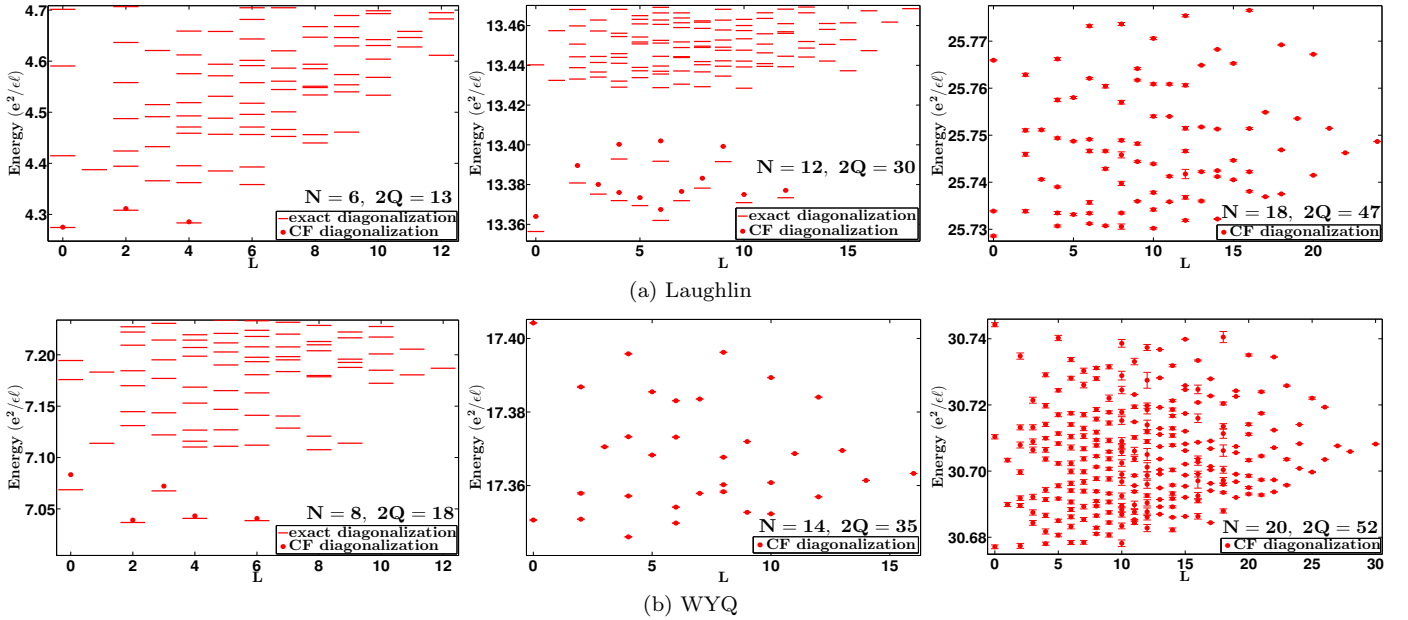 4.7
4.6
4.5
4.4
4.3
Energy (e²/εℓ)
0 2 4 6 8 10 12
L
N = 6, 2Q = 13
exact diagonalization
CF diagonalization
13.46
13.44
13.42
13.40
13.38
13.36
Energy (e²/εℓ)
0 5 10 15
L
N = 12, 2Q = 30
exact diagonalization
CF diagonalization
25.77
25.76
25.75
25.74
25.73
Energy (e²/εℓ)
0 5 10 15 20
L
N = 18, 2Q = 47
CF diagonalization
(a) Laughlin
7.20
7.15
7.10
7.05
Energy (e²/εℓ)
0 2 4 6 8 10 12
L
N = 8, 2Q = 18
exact diagonalization
CF diagonalization
17.40
17.38
17.36
Energy (e²/εℓ)
0 5 10 15
L
N = 14, 2Q = 35
CF diagonalization
30.74
30.72
30.70
30.68
Energy (e²/εℓ)
0 5 10 15 20 25 30
L
N = 20, 2Q = 52
CF diagonalization
(b) WYQ